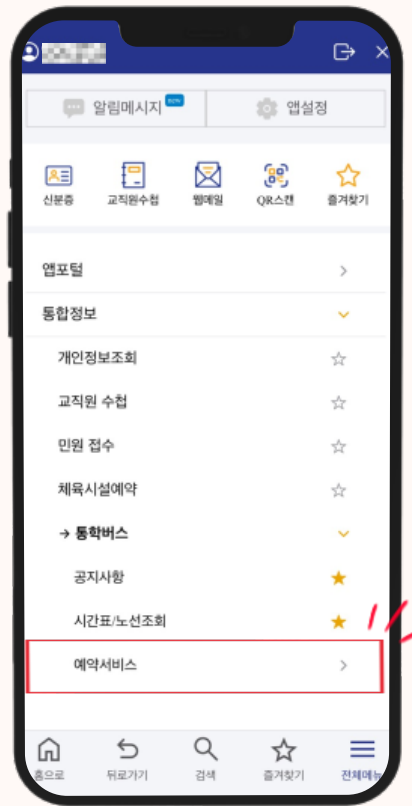 알림메시지
앱설정
신분증 교직원수첩 웹메일 QR스캔 즐겨찾기
앱포털
통합정보
개인정보조회
교직원 수첩
민원 접수
체육시설예약
→ 통학버스
공지사항
시간표/노선조회
예약서비스
홈으로 뒤로가기 검색 즐겨찾기 전체메뉴